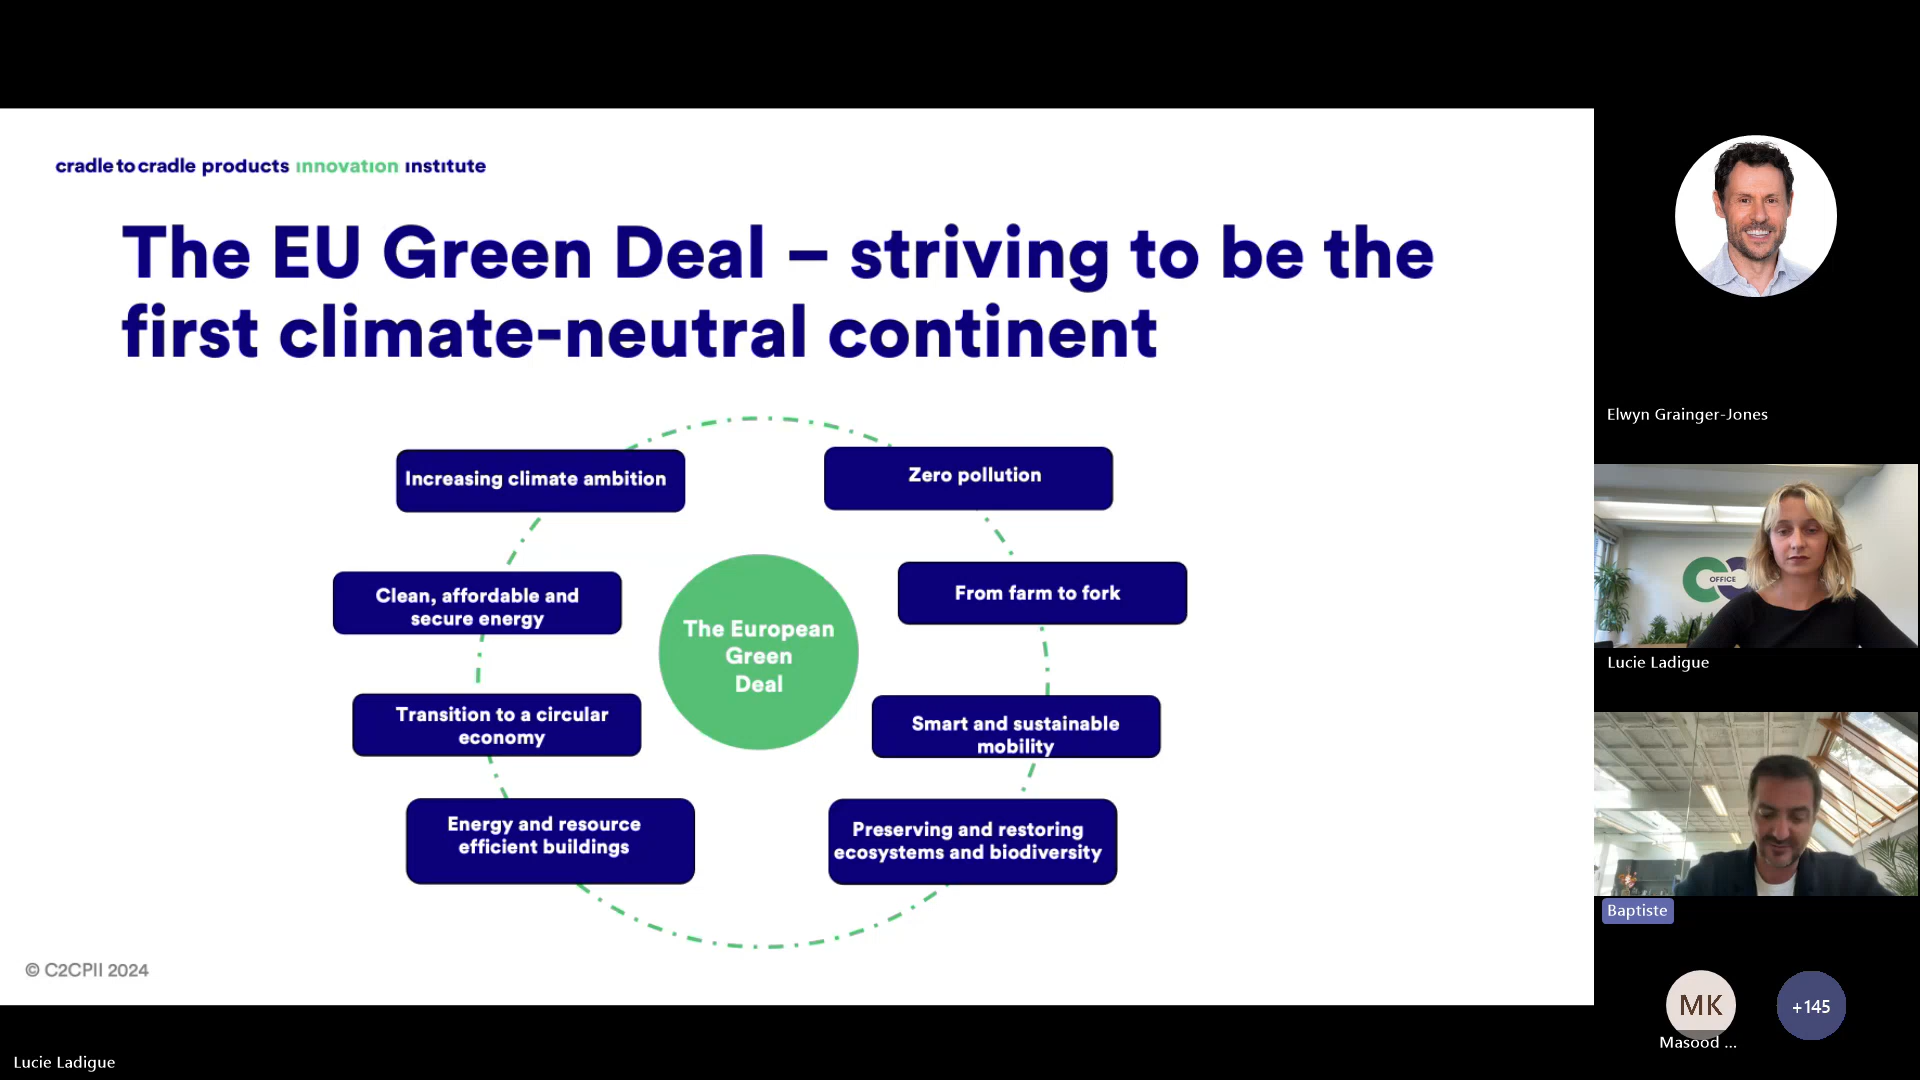 cradle to cradle products innovation institute
The EU Green Deal – striving to be the
first climate-neutral continent
Increasing climate ambition
Zero pollution
Clean, affordable and
secure energy
From farm to fork
The European
Green
Deal
Transition to a circular
economy
Smart and sustainable
mobility
Energy and resource
efficient buildings
Preserving and restoring
ecosystems and biodiversity
© C2CPII 2024
Lucie Ladigue
Elwyn Grainger-Jones
OFFICE
Lucie Ladigue
Baptiste
MK
Masood ...
+145